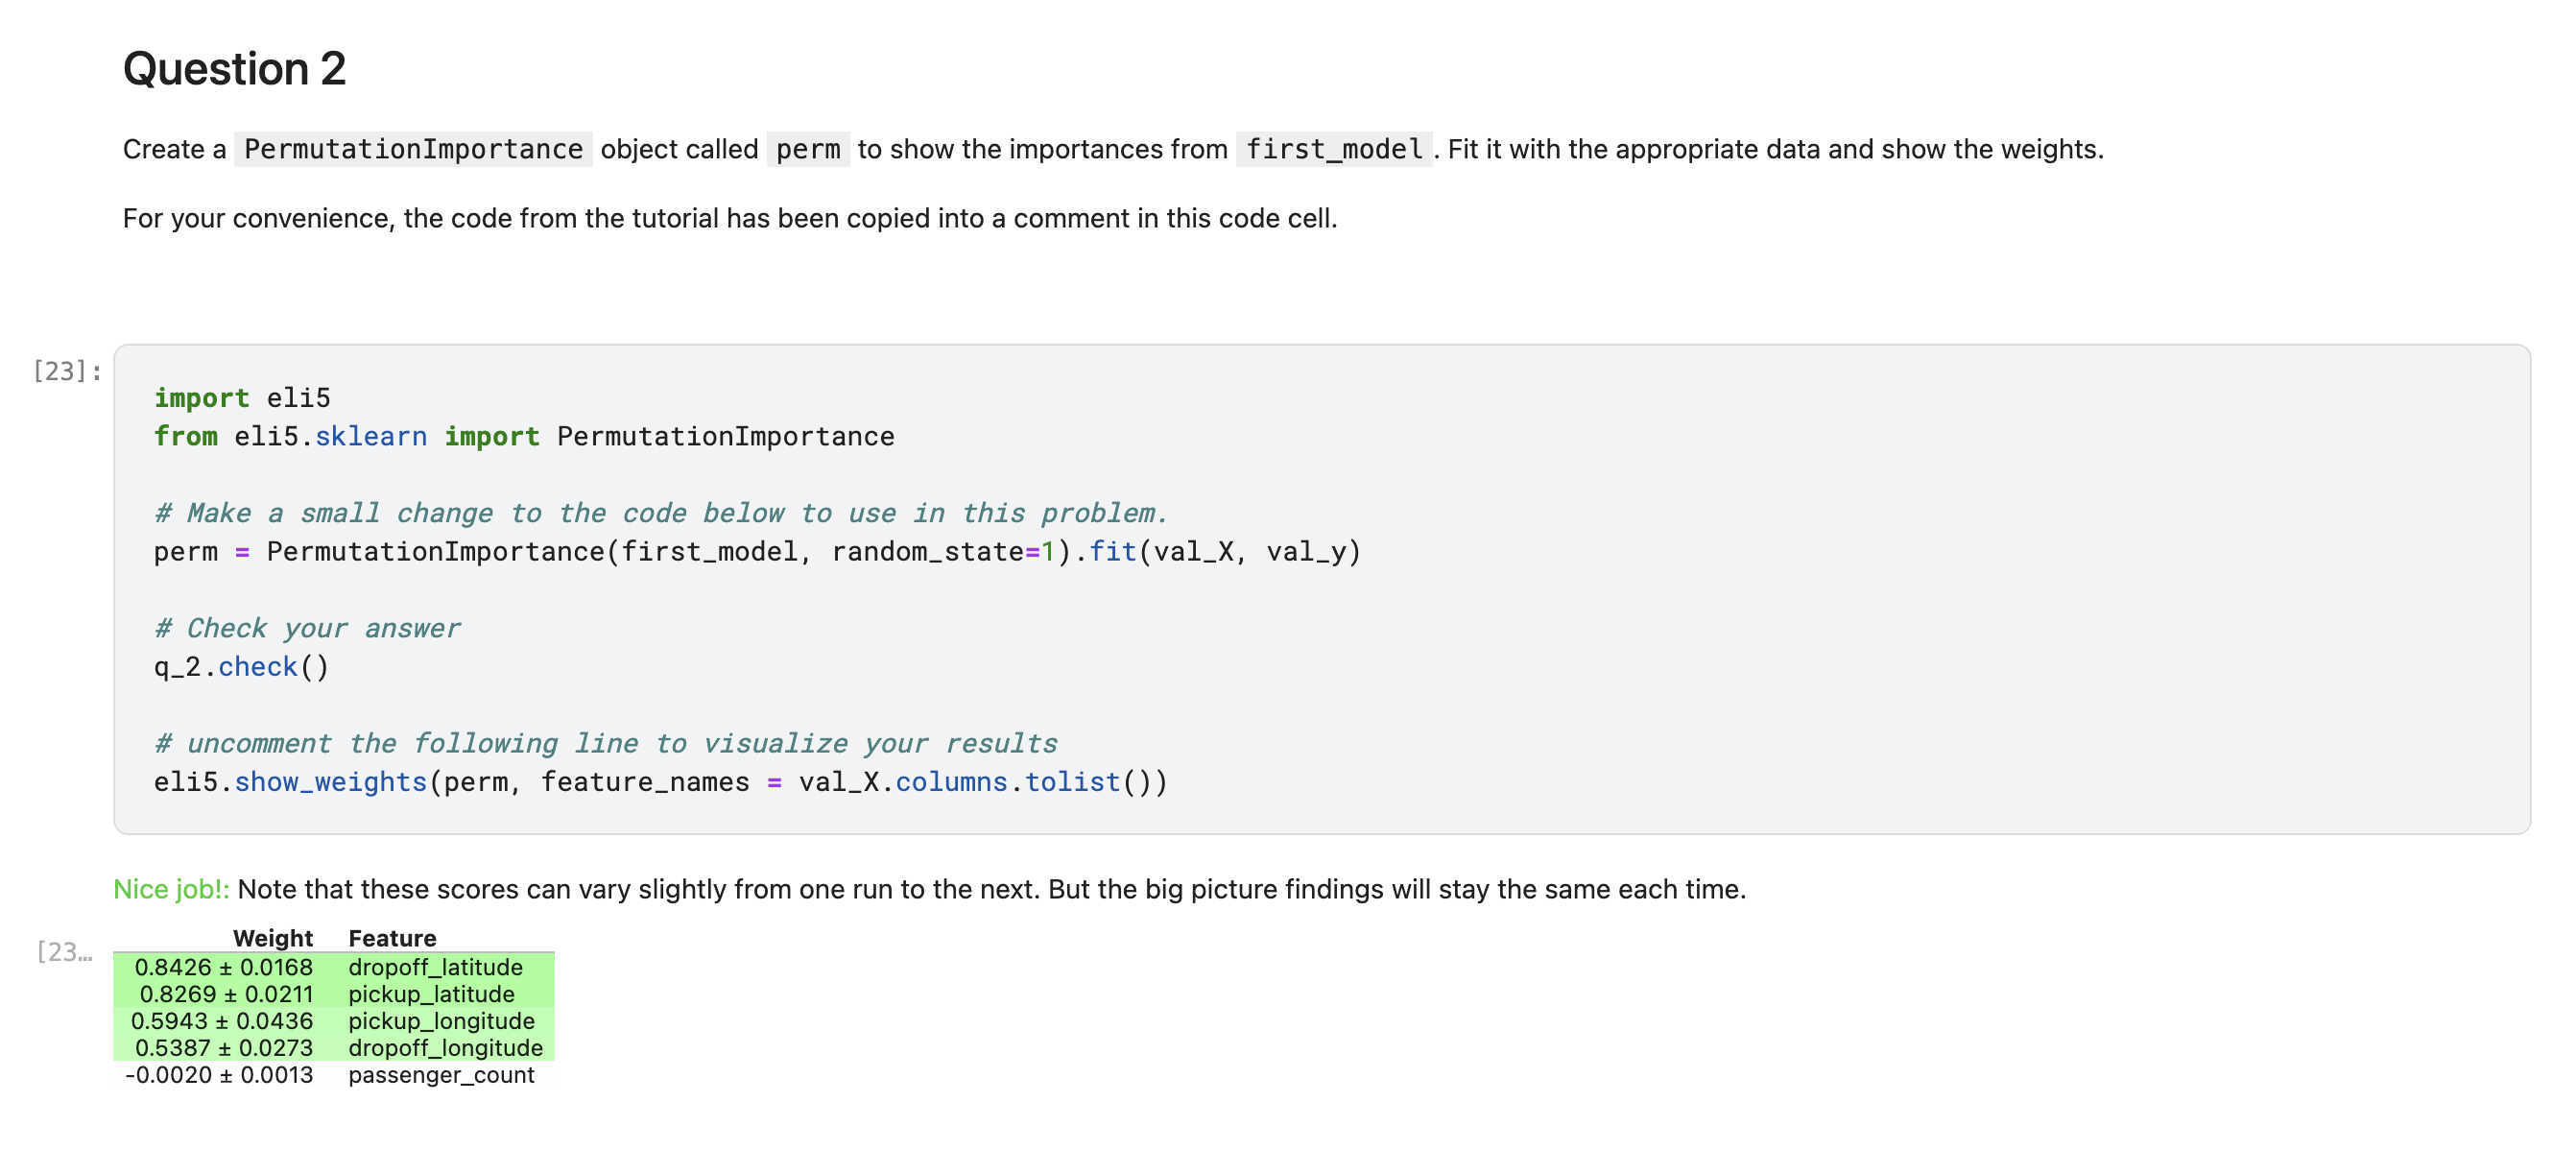 Question 2
Create a PermutationImportance object called perm to show the importances from first_model . Fit it with the appropriate data and show the weights.
For your convenience, the code from the tutorial has been copied into a comment in this code cell.
[23]:
import eli5
from eli5.sklearn import PermutationImportance
# Make a small change to the code below to use in this problem.
perm = PermutationImportance(first_model, random_state=1).fit(val_X, val_y)
# Check your answer
q_2.check()
# uncomment the following line to visualize your results
eli5.show_weights(perm, feature_names = val_X.columns.tolist())
Nice job!: Note that these scores can vary slightly from one run to the next. But the big picture findings will stay the same each time.
[23…
Weight Feature
0.8426 ± 0.0168 dropoff_latitude
0.8269 ± 0.0211 pickup_latitude
0.5943 ± 0.0436 pickup_longitude
0.5387 ± 0.0273 dropoff_longitude
-0.0020 ± 0.0013 passenger_count